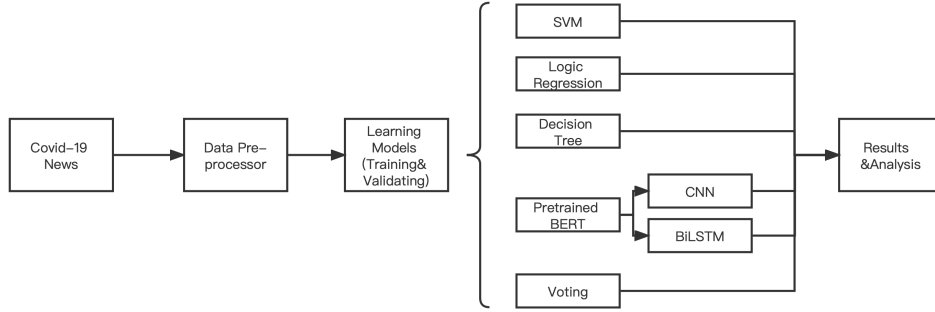 Covid-19
News
Data Pre-
processor
Learning
Models
(Training&
Validating)
SVM
Logic
Regression
Decision
Tree
Pretrained
BERT
CNN
BiLSTM
Voting
Results
&Analysis